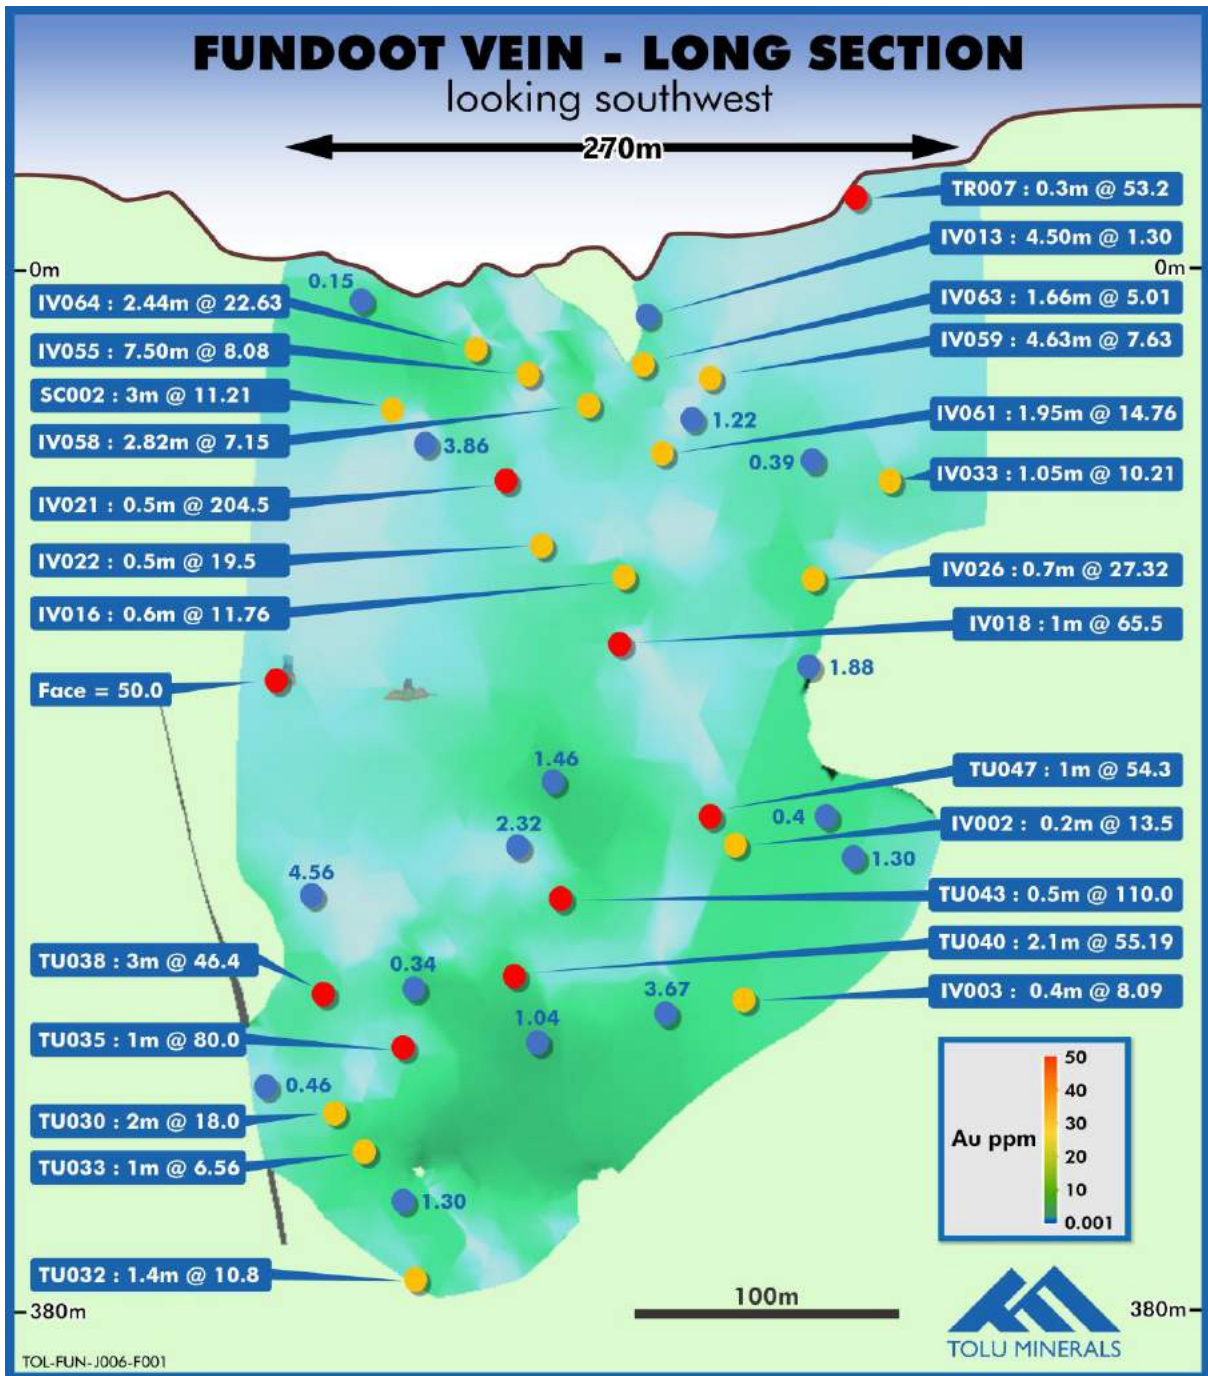 FUNDOOT VEIN - LONG SECTION
looking southwest
270m
TR007 : 0.3m @ 53.2
IV013 : 4.50m @ 1.30
0m
0m
0.15
IV064 : 2.44m @ 22.63
IV063 : 1.66m @ 5.01
IV055 : 7.50m @ 8.08
IV059 : 4.63m @ 7.63
SC002 : 3m @ 11.21
IV061 : 1.95m @ 14.76
1.22
IV058 : 2.82m @ 7.15
3.86
0.39
IV033 : 1.05m @ 10.21
IV021 : 0.5m @ 204.5
IV022 : 0.5m @ 19.5
IV026 : 0.7m @ 27.32
IV016 : 0.6m @ 11.76
IV018 : 1m @ 65.5
1.88
Face = 50.0
1.46
TU047 : 1m @ 54.3
2.32
0.4
IV002 : 0.2m @ 13.5
1.30
4.56
TU043 : 0.5m @ 110.0
TU040 : 2.1m @ 55.19
TU038 : 3m @ 46.4
0.34
3.67
IV003 : 0.4m @ 8.09
1.04
TU035 : 1m @ 80.0
0.46
TU030 : 2m @ 18.0
TU033 : 1m @ 6.56
1.30
TU032 : 1.4m @ 10.8
Au ppm
50
40
30
20
10
0.001
100m
380m
380m
TOLU MINERALS
TOL-FUN-J006-F001